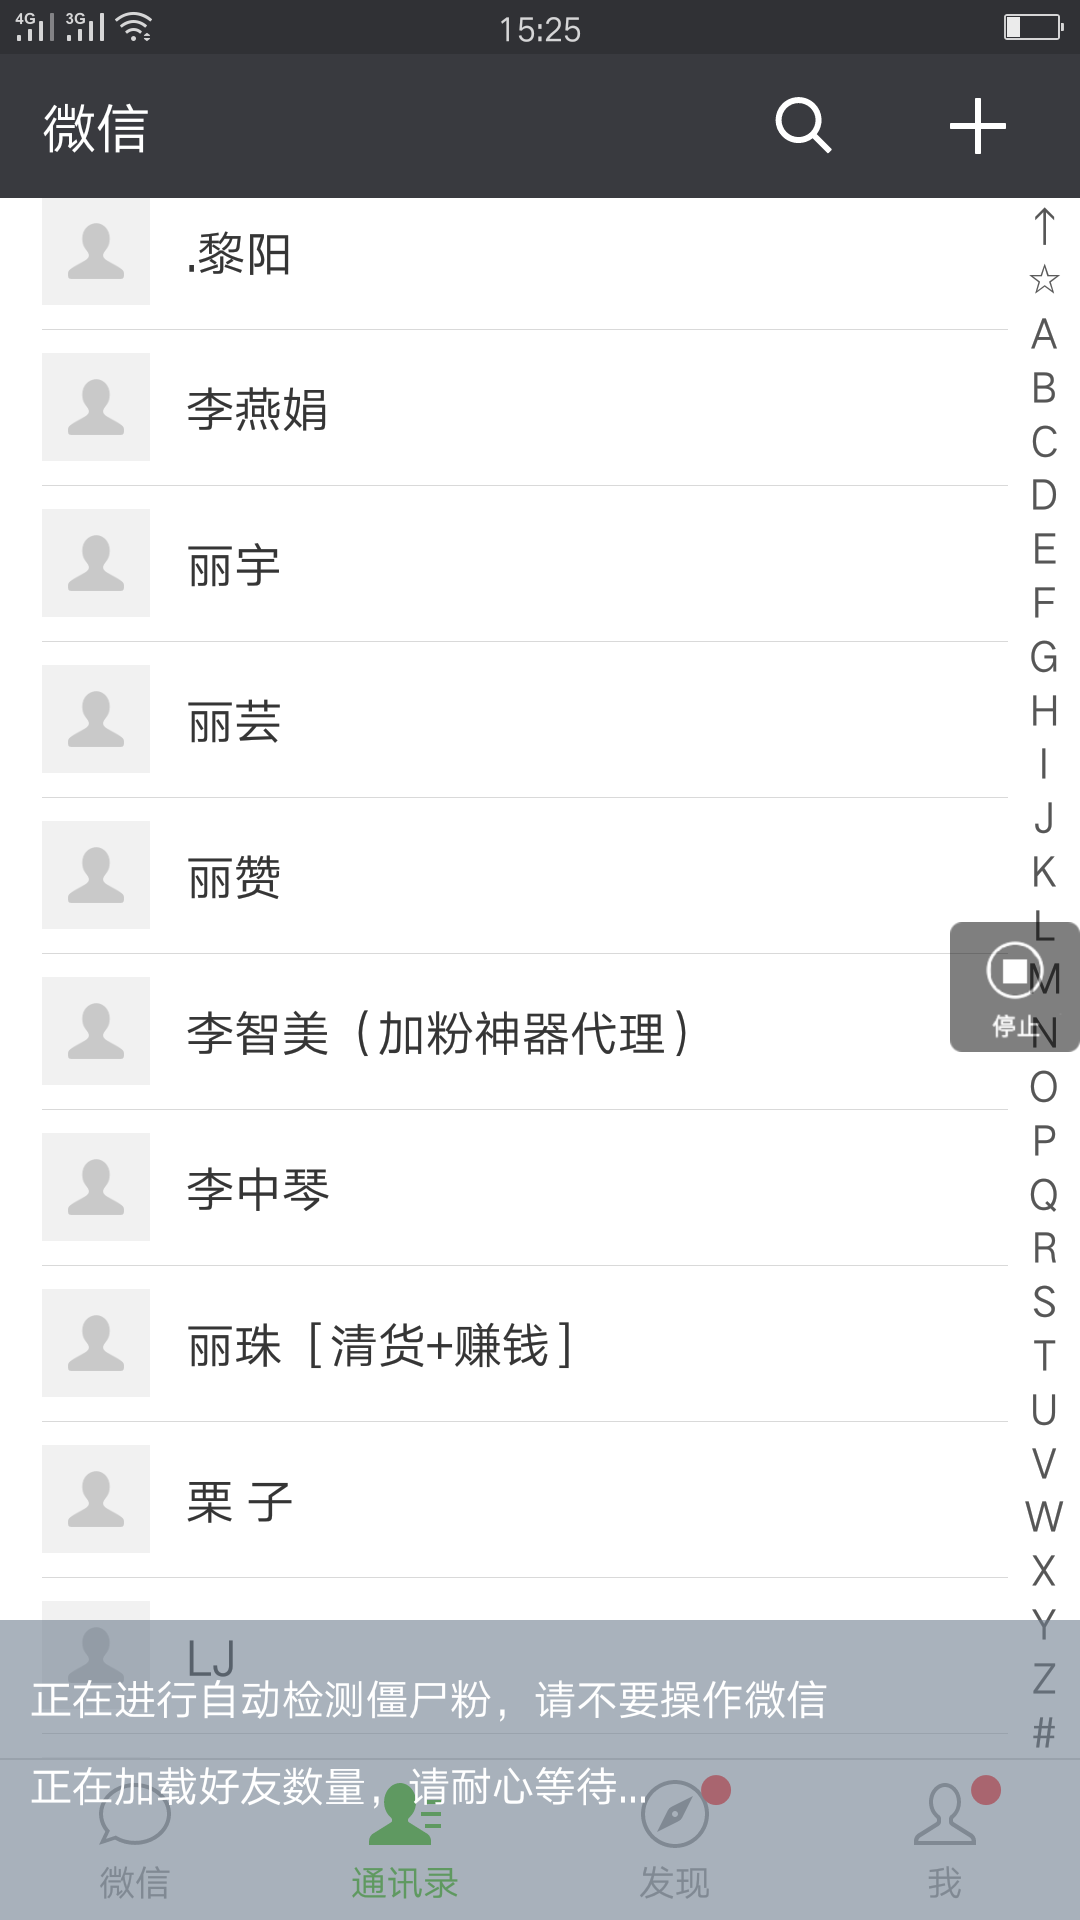 4G 3G 15:25
微信
.黎阳
李燕娟
丽宇
丽芸
丽赞
李智美（加粉神器代理）
李中琴
丽珠［清货+赚钱］
栗 子
LJ
↑
☆
A
B
C
D
E
F
G
H
I
J
K
L
M
N
O
P
Q
R
S
T
U
V
W
X
Y
Z
#
停止
正在进行自动检测僵尸粉，请不要操作微信
正在加载好友数量，请耐心等待...
微信 通讯录 发现 我